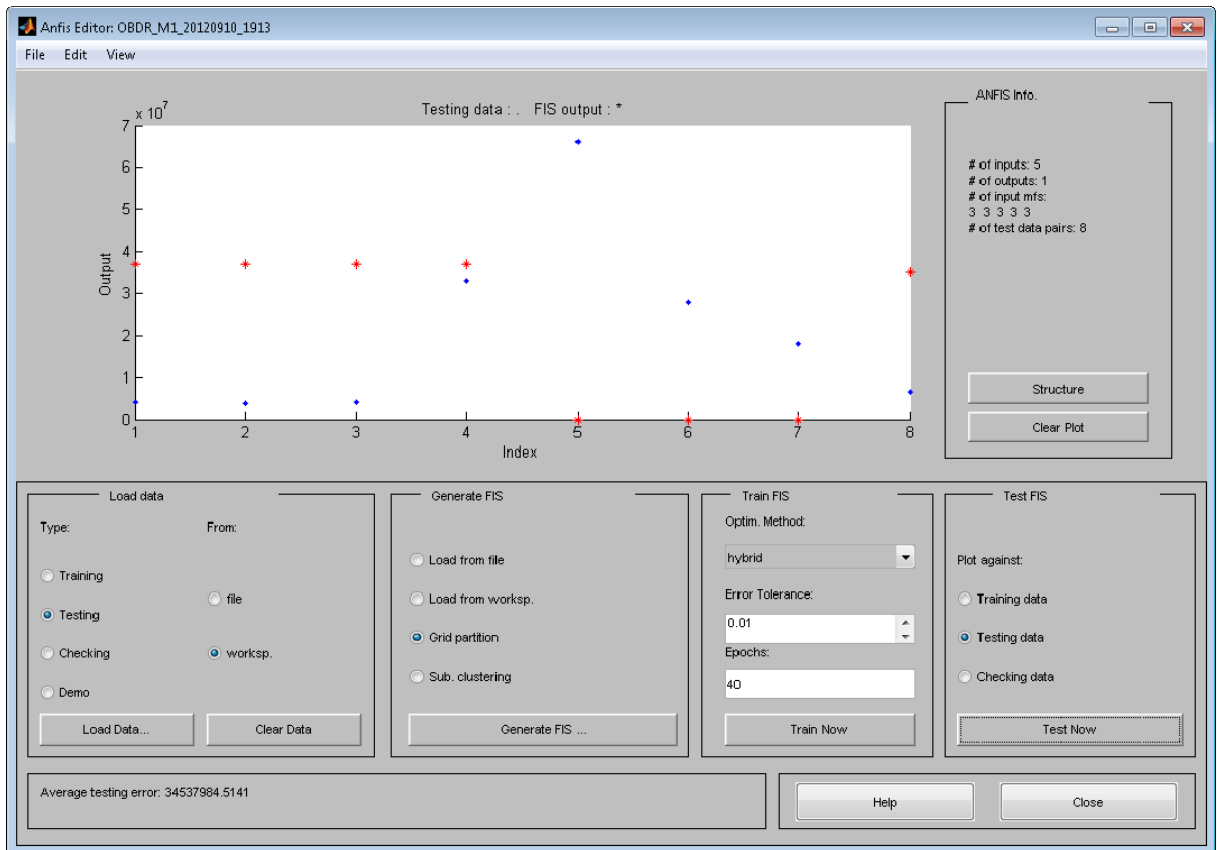 Anfis Editor: OBDR_M1_20120910_1913
File Edit View
x 10^7
Testing data : . FIS output : *
7
6
5
4
3
2
1
0
Output
1 2 3 4 5 6 7 8
Index
ANFIS Info.
# of inputs: 5
# of outputs: 1
# of input mfs:
3 3 3 3 3
# of test data pairs: 8
Structure
Clear Plot
Load data
Type: From:
Training
file
Testing
Checking
worksp.
Demo
Load Data...
Clear Data
Generate FIS
Load from file
Load from worksp.
Grid partition
Sub. clustering
Generate FIS ...
Train FIS
Optim. Method:
hybrid
Error Tolerance:
0.01
Epochs:
40
Train Now
Test FIS
Plot against:
Training data
Testing data
Checking data
Test Now
Average testing error: 34537984.5141
Help
Close